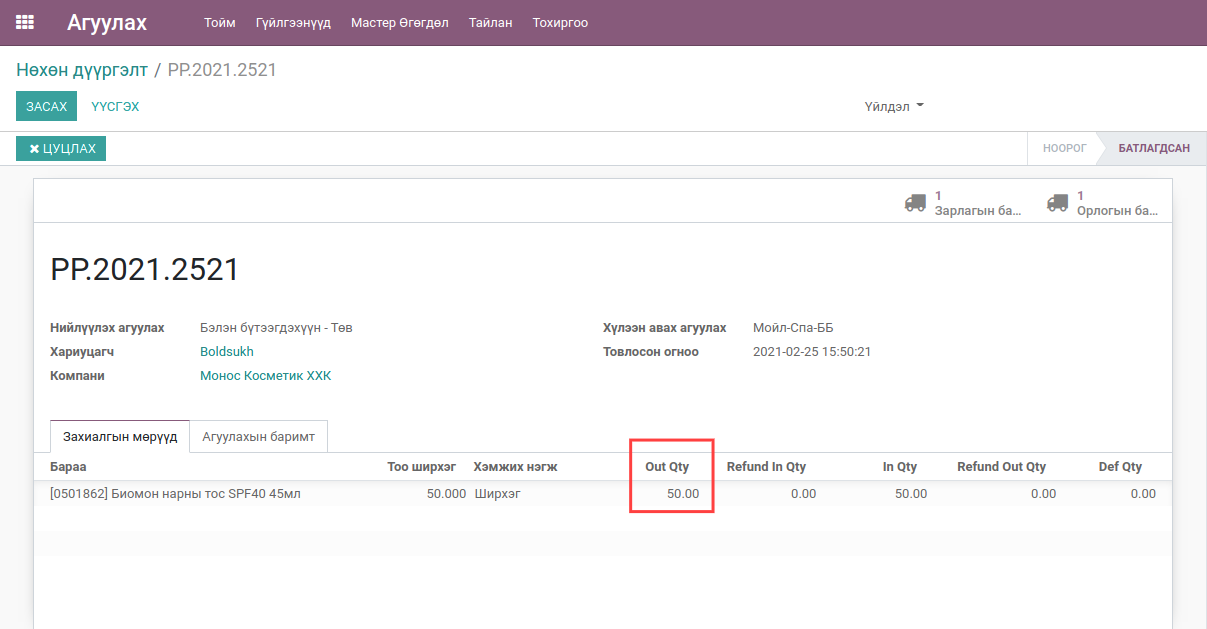 Агуулах Тойм Гүйлгээнүүд Мастер Өгөгдөл Тайлан Тохиргоо
Нөхөн дүүргэлт / PP.2021.2521
ЗАСАХ ҮҮСГЭХ Үйлдэл
ЦУЦЛАХ НООРОГ БАТЛАГДСАН
1 1
Зарлагын ба... Орлогын ба...
PP.2021.2521
Нийлүүлэх агуулах Бэлэн бүтээгдэхүүн - Төв Хүлээн авах агуулах Мойл-Спа-ББ
Хариуцагч Boldsukh Товлосон огноо 2021-02-25 15:50:21
Компани Монос Косметик ХХК
Захиалгын мөрүүд Агуулахын баримт
Бараа Тоо ширхэг Хэмжих нэгж Out Qty Refund In Qty In Qty Refund Out Qty Def Qty
[0501862] Биомон нарны тос SPF40 45мл 50.000 Ширхэг 50.00 0.00 50.00 0.00 0.00